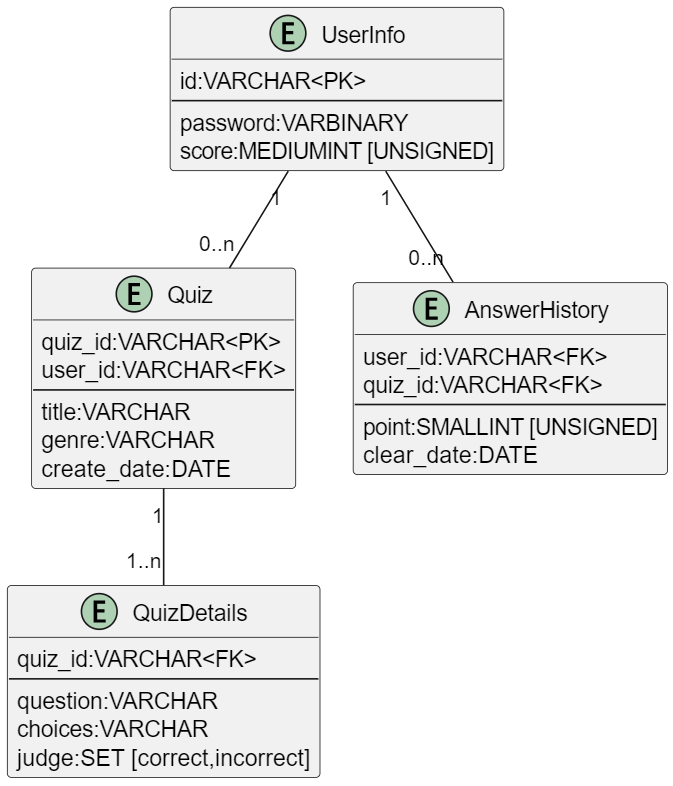 E UserInfo
id:VARCHAR<PK>
password:VARBINARY
score:MEDIUMINT [UNSIGNED]
1
1
0..n
0..n
E Quiz
quiz_id:VARCHAR<PK>
user_id:VARCHAR<FK>
title:VARCHAR
genre:VARCHAR
create_date:DATE
E AnswerHistory
user_id:VARCHAR<FK>
quiz_id:VARCHAR<FK>
point:SMALLINT [UNSIGNED]
clear_date:DATE
1
1..n
E QuizDetails
quiz_id:VARCHAR<FK>
question:VARCHAR
choices:VARCHAR
judge:SET [correct,incorrect]